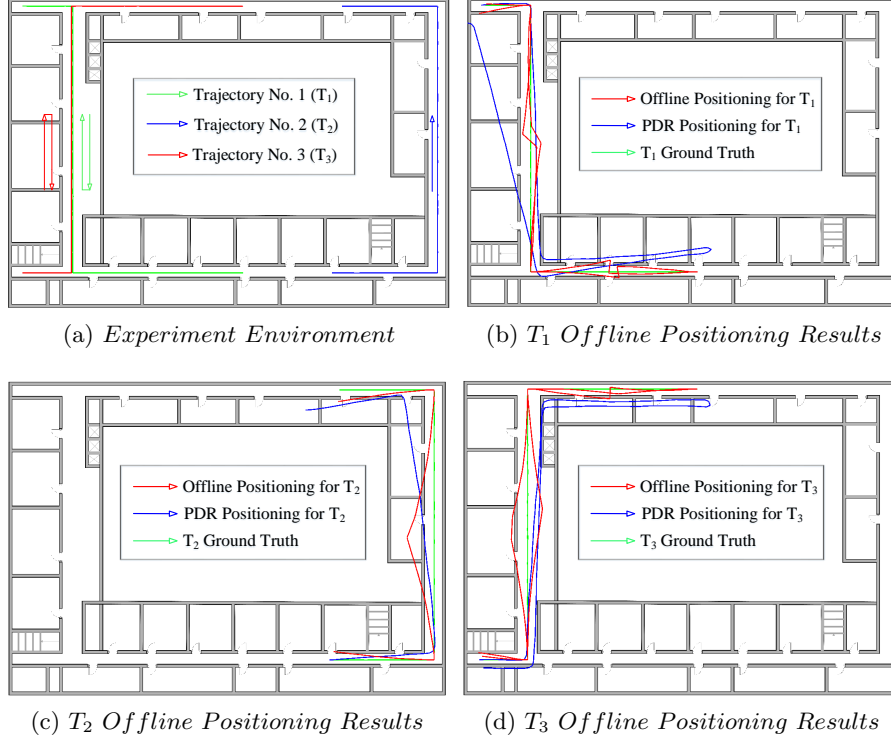 Trajectory No. 1 (T₁)
Trajectory No. 2 (T₂)
Trajectory No. 3 (T₃)
(a) Experiment Environment
Offline Positioning for T₁
PDR Positioning for T₁
T₁ Ground Truth
(b) T₁ Offline Positioning Results
Offline Positioning for T₂
PDR Positioning for T₂
T₂ Ground Truth
(c) T₂ Offline Positioning Results
Offline Positioning for T₃
PDR Positioning for T₃
T₃ Ground Truth
(d) T₃ Offline Positioning Results